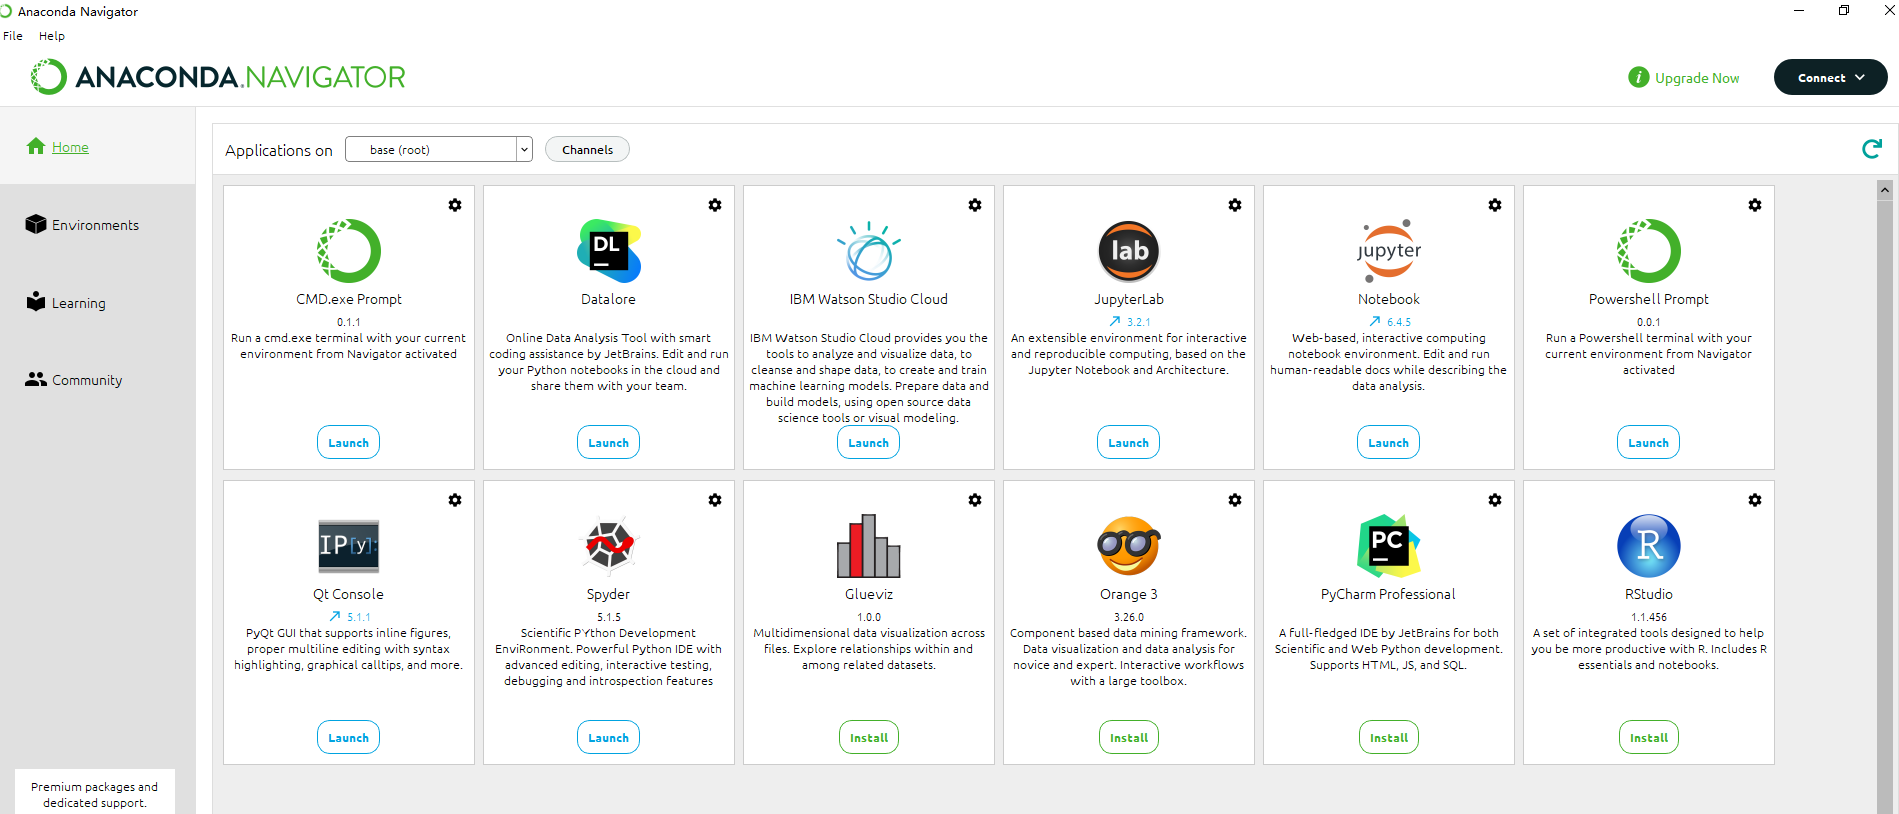 Anaconda Navigator
File Help
ANACONDA.NAVIGATOR
i Upgrade Now
Connect
Home
Environments
Learning
Community
Premium packages and
dedicated support.
Applications on base (root) Channels
CMD.exe Prompt
0.1.1
Run a cmd.exe terminal with your current
environment from Navigator activated
Launch
DL
Datalore
Online Data Analysis Tool with smart
coding assistance by JetBrains. Edit and run
your Python notebooks in the cloud and
share them with your team.
Launch
IBM Watson Studio Cloud
IBM Watson Studio Cloud provides you the
tools to analyze and visualize data, to
cleanse and shape data, to create and train
machine learning models. Prepare data and
build models, using open source data
science tools or visual modeling.
Launch
lab
JupyterLab
3.2.1
An extensible environment for interactive
and reproducible computing, based on the
Jupyter Notebook and Architecture.
Launch
jupyter
Notebook
6.4.5
Web-based, interactive computing
notebook environment. Edit and run
human-readable docs while describing the
data analysis.
Launch
Powershell Prompt
0.0.1
Run a Powershell terminal with your
current environment from Navigator
activated
Launch
IP[y]:
Qt Console
5.1.1
PyQt GUI that supports inline figures,
proper multiline editing with syntax
highlighting, graphical calltips, and more.
Launch
Spyder
5.1.5
Scientific PYthon Development
EnviRonment. Powerful Python IDE with
advanced editing, interactive testing,
debugging and introspection features
Launch
Glueviz
1.0.0
Multidimensional data visualization across
files. Explore relationships within and
among related datasets.
Install
Orange 3
3.26.0
Component based data mining framework.
Data visualization and data analysis for
novice and expert. Interactive workflows
with a large toolbox.
Install
PC
PyCharm Professional
A full-fledged IDE by JetBrains for both
Scientific and Web Python development.
Supports HTML, JS, and SQL.
Install
R
RStudio
1.1.456
A set of integrated tools designed to help
you be more productive with R. Includes R
essentials and notebooks.
Install